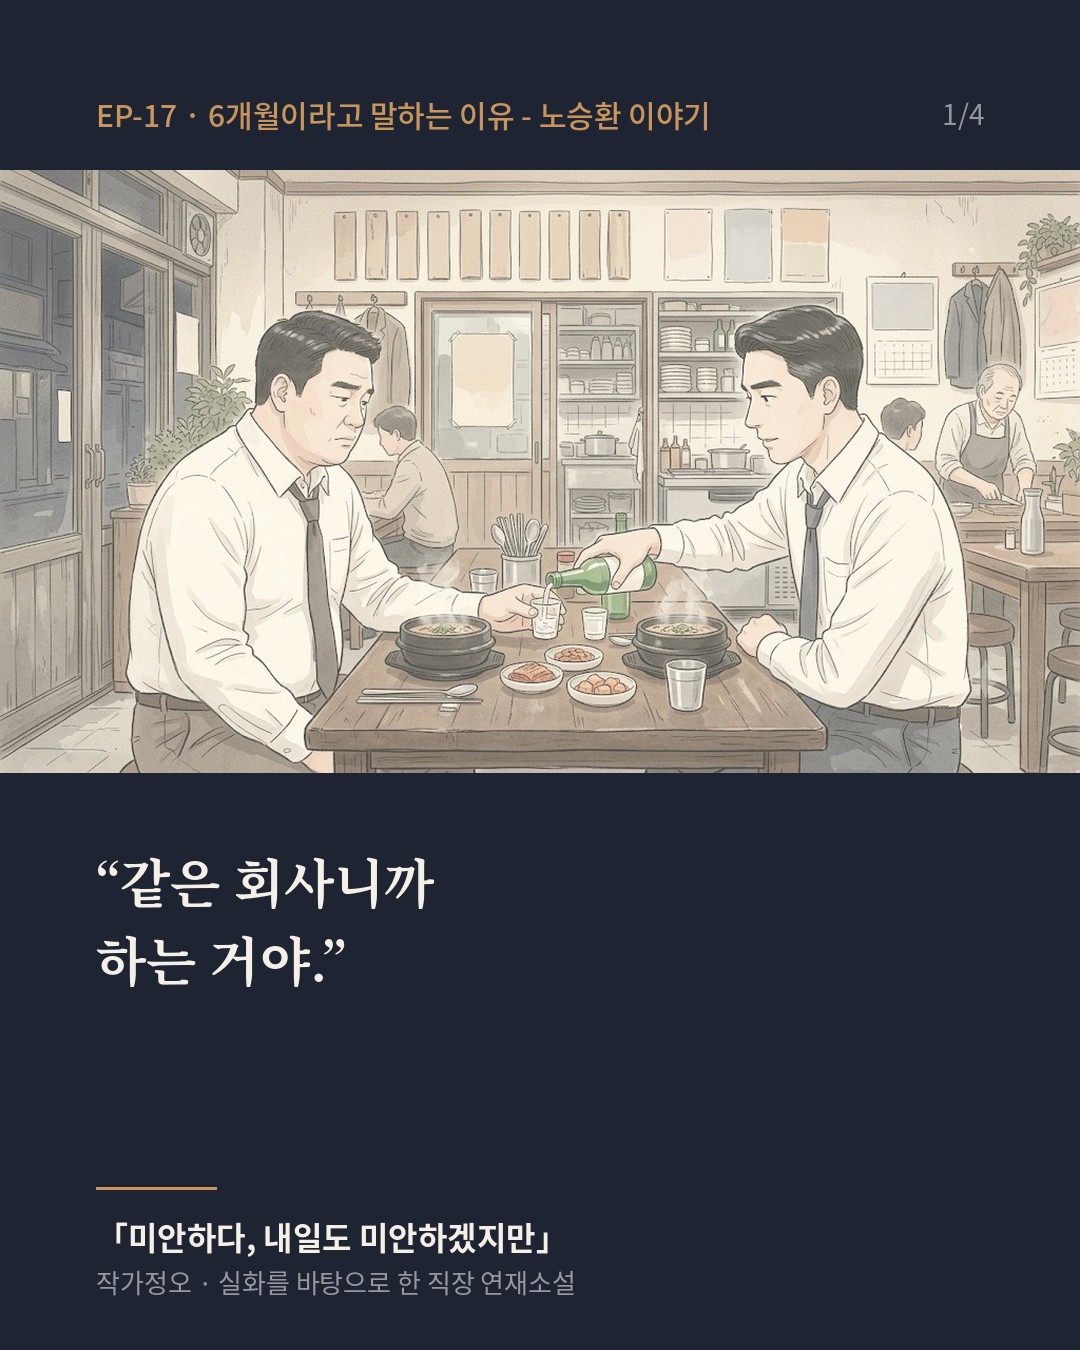 EP-17 · 6개월이라고 말하는 이유 - 노승환 이야기
1/4
“같은 회사니까
하는 거야.”
「미안하다, 내일도 미안하겠지만」
작가정오 · 실화를 바탕으로 한 직장 연재소설